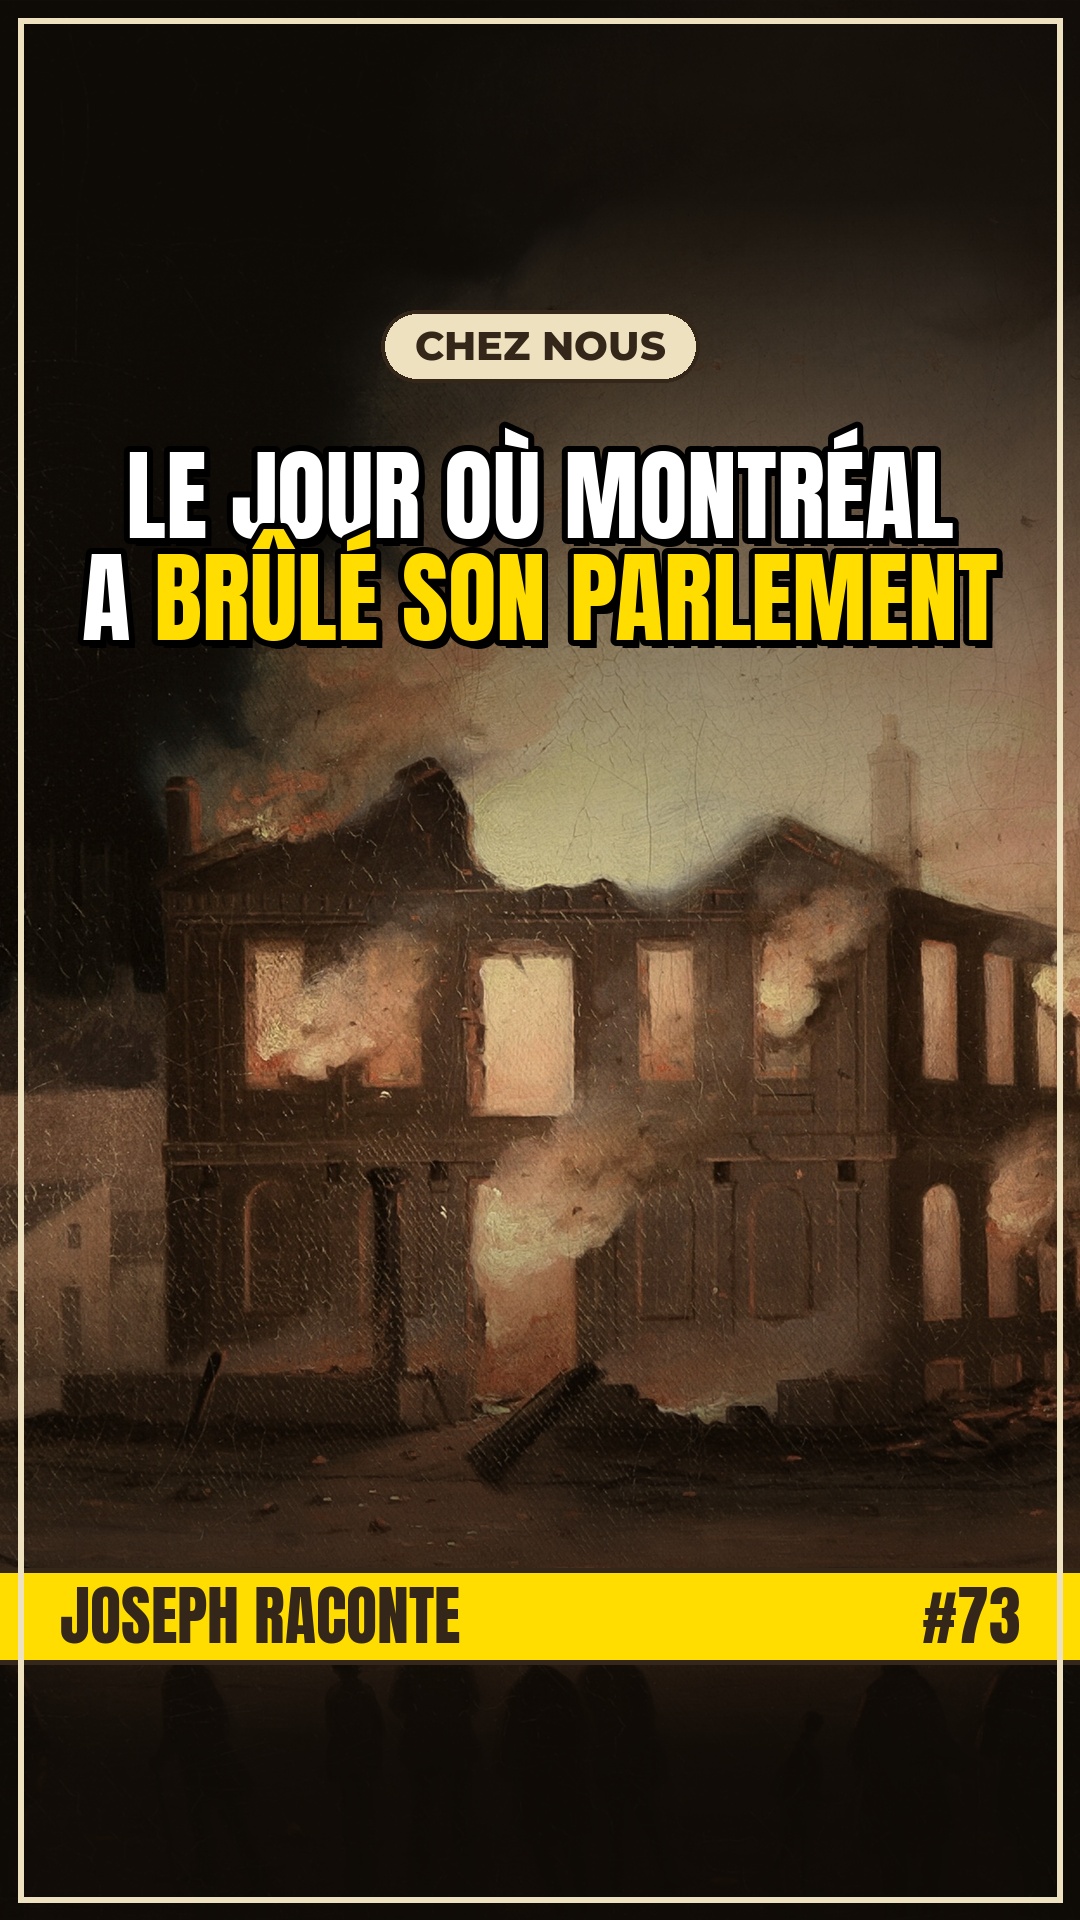 CHEZ NOUS
LE JOUR OÙ MONTRÉAL
A BRÛLÉ SON PARLEMENT
JOSEPH RACONTE
#73